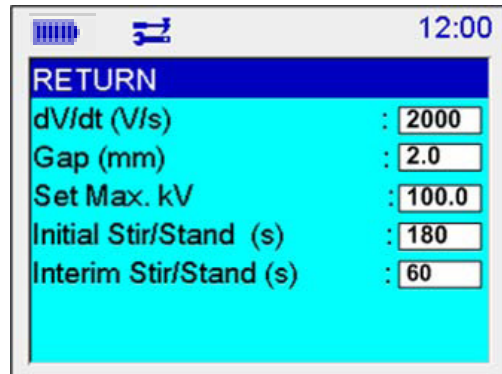 12:00
RETURN
dV/dt (V/s) : 2000
Gap (mm) : 2.0
Set Max. kV : 100.0
Initial Stir/Stand (s) : 180
Interim Stir/Stand (s) : 60